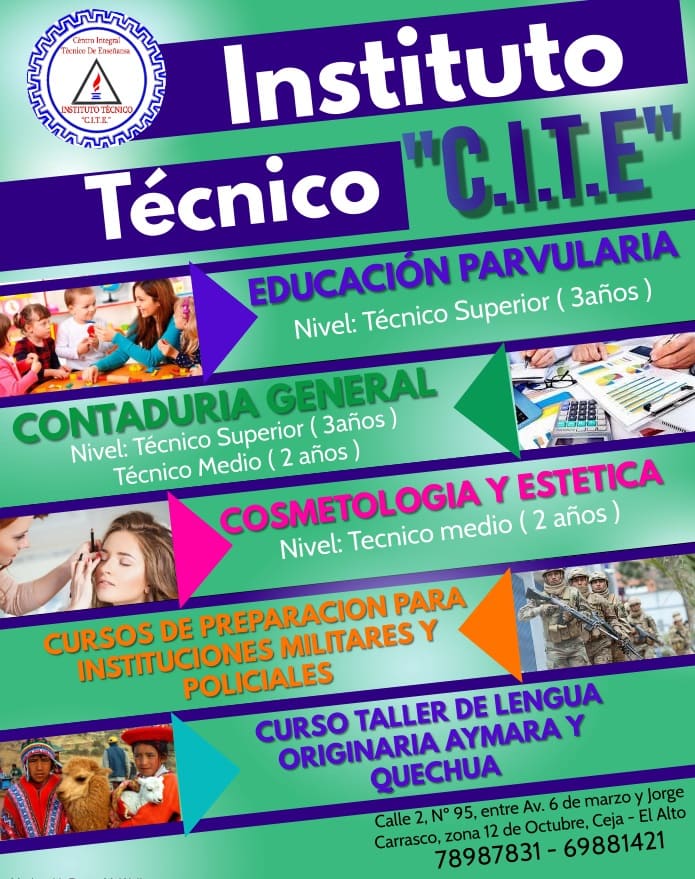 Centro Integral
Técnico De Enseñansa
INSTITUTO TÉCNICO
"C.I.T.E."
Instituto
Técnico "C.I.T.E"
EDUCACIÓN PARVULARIA
Nivel: Técnico Superior ( 3años )
CONTADURIA GENERAL
Nivel: Técnico Superior ( 3años )
Técnico Medio ( 2 años )
COSMETOLOGIA Y ESTETICA
Nivel: Tecnico medio ( 2 años )
CURSOS DE PREPARACION PARA
INSTITUCIONES MILITARES Y
POLICIALES
CURSO TALLER DE LENGUA
ORIGINARIA AYMARA Y
QUECHUA
Calle 2, Nº 95, entre Av. 6 de marzo y Jorge
Carrasco, zona 12 de Octubre, Ceja - El Alto
78987831 - 69881421